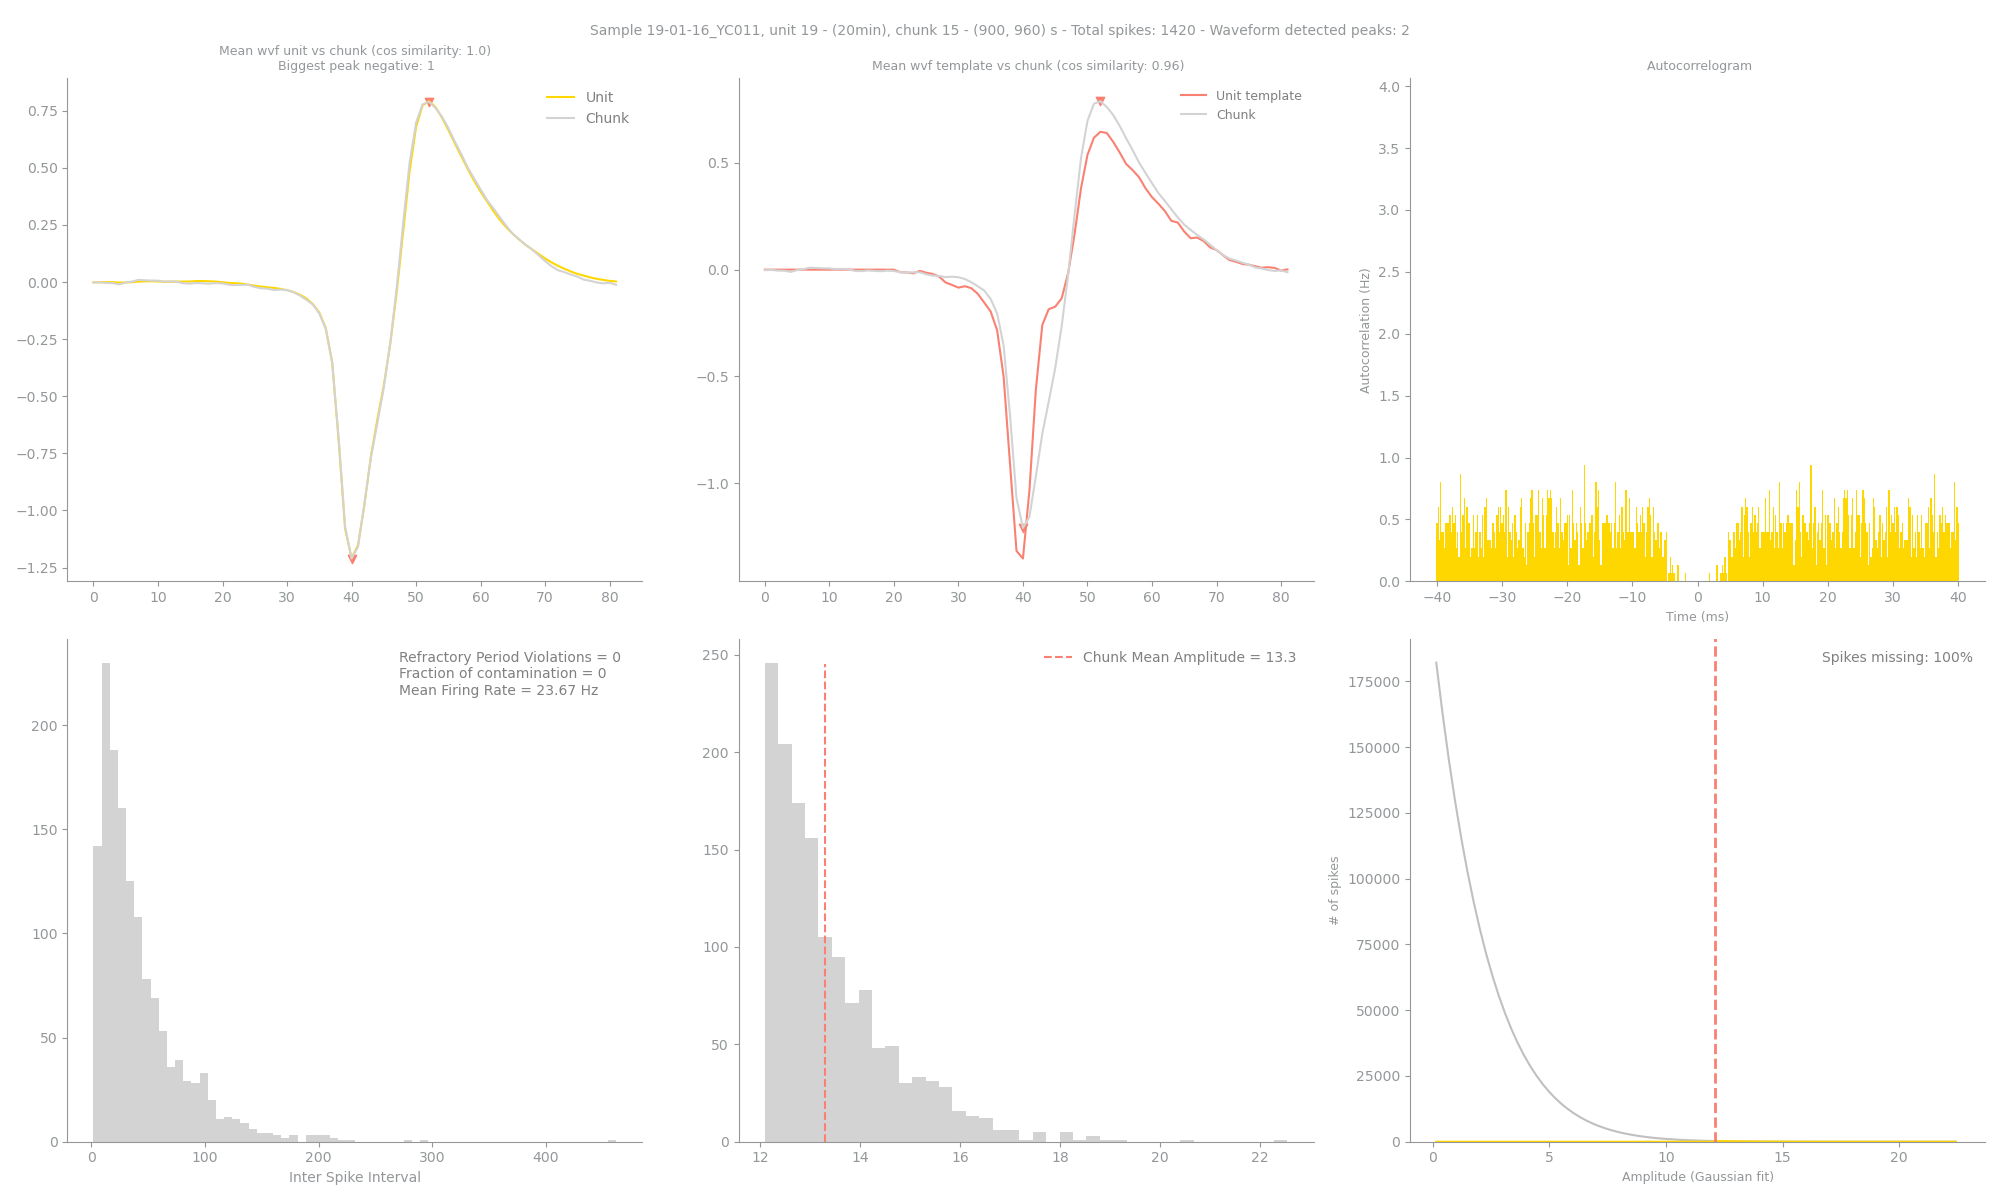 Sample 19-01-16_YC011, unit 19 - (20min), chunk 15 - (900, 960) s - Total spikes: 1420 - Waveform detected peaks: 2
Mean wvf unit vs chunk (cos similarity: 1.0)
Biggest peak negative: 1
Unit
Chunk
0.75
0.50
0.25
0.00
−0.25
−0.50
−0.75
−1.00
−1.25
0 10 20 30 40 50 60 70 80
Mean wvf template vs chunk (cos similarity: 0.96)
Unit template
Chunk
0.5
0.0
−0.5
−1.0
0 10 20 30 40 50 60 70 80
Autocorrelogram
Autocorrelation (Hz)
4.0
3.5
3.0
2.5
2.0
1.5
1.0
0.5
0.0
−40 −30 −20 −10 0 10 20 30 40
Time (ms)
Refractory Period Violations = 0
Fraction of contamination = 0
Mean Firing Rate = 23.67 Hz
200
150
100
50
0
0 100 200 300 400
Inter Spike Interval
Chunk Mean Amplitude = 13.3
250
200
150
100
50
0
12 14 16 18 20 22
Spikes missing: 100%
# of spikes
175000
150000
125000
100000
75000
50000
25000
0
0 5 10 15 20
Amplitude (Gaussian fit)